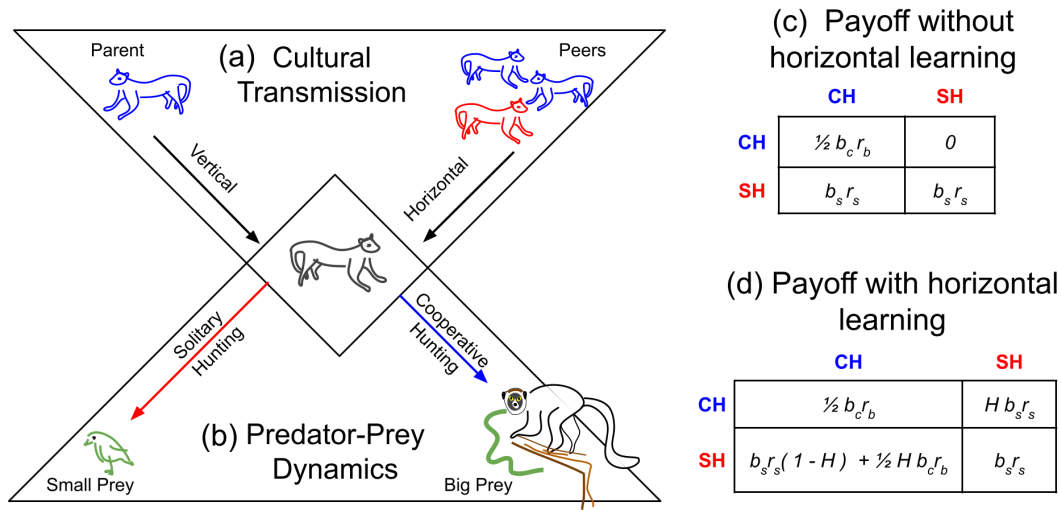 Parent
(a) Cultural
Transmission
Peers
Vertical
Horizontal
Solitary
Hunting
Cooperative
Hunting
(b) Predator-Prey
Dynamics
Small Prey
Big Prey
(c) Payoff without
horizontal learning
CH SH
CH ½ b_c r_b 0
SH b_s r_s b_s r_s
(d) Payoff with horizontal
learning
CH SH
CH ½ b_c r_b H b_s r_s
SH b_s r_s ( 1 - H ) + ½ H b_c r_b b_s r_s